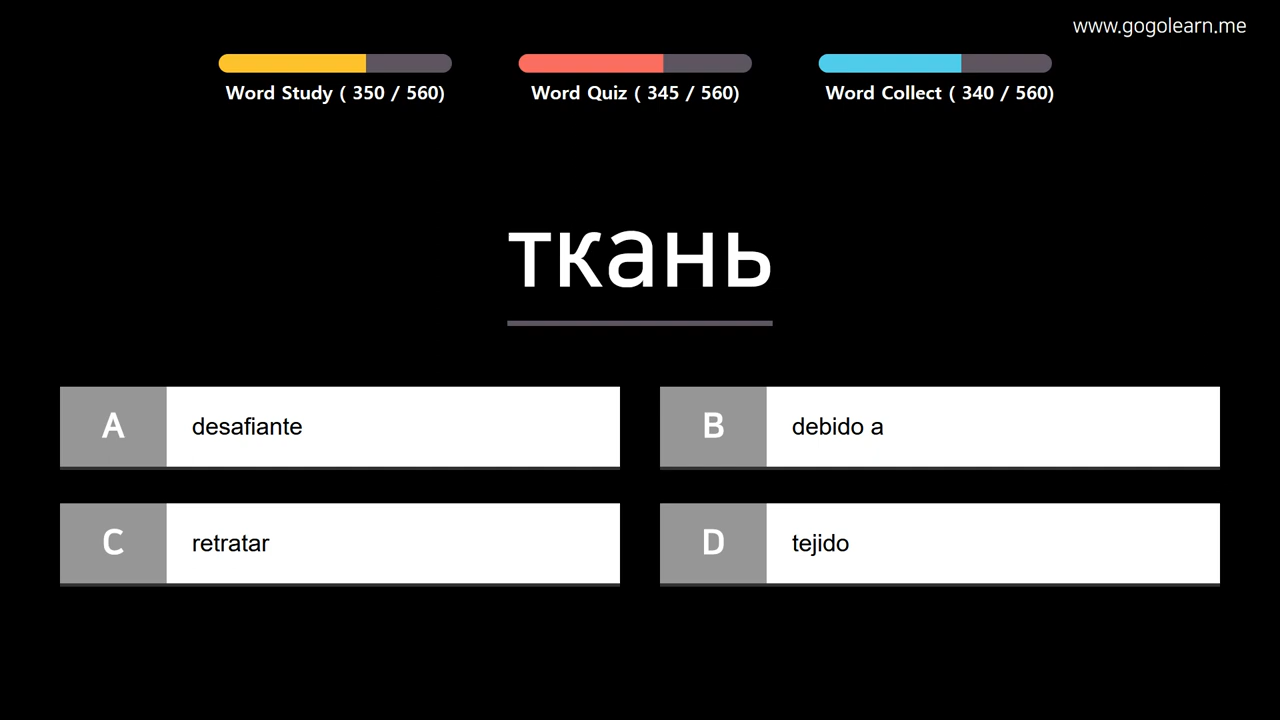 www.gogolearn.me
Word Study ( 350 / 560)
Word Quiz ( 345 / 560)
Word Collect ( 340 / 560)
ткань
A desafiante
B debido a
C retratar
D tejido